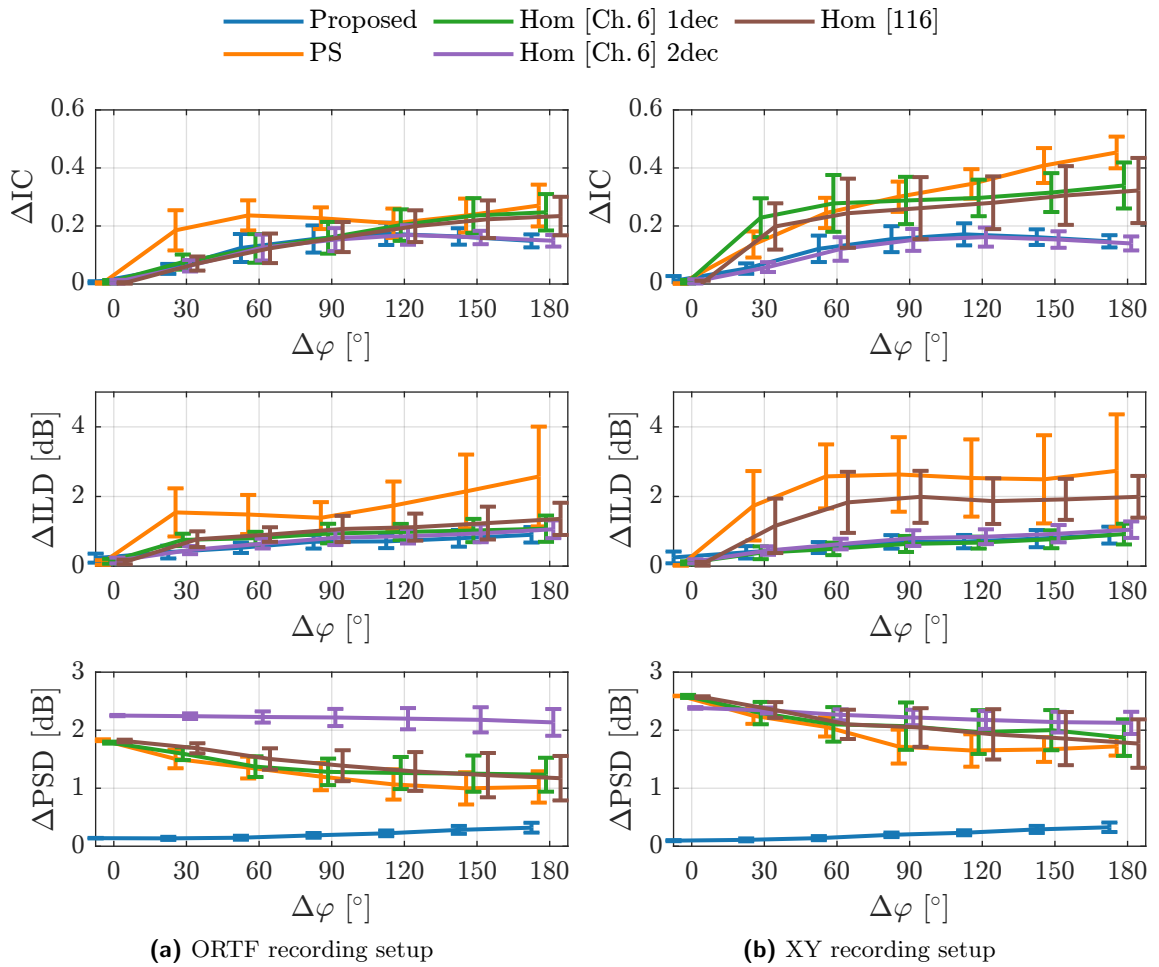 Proposed
Hom [Ch. 6] 1dec
Hom [116]
PS
Hom [Ch. 6] 2dec
0.6
0.4
0.2
0
ΔIC
0 30 60 90 120 150 180
Δφ [°]
0.6
0.4
0.2
0
ΔIC
0 30 60 90 120 150 180
Δφ [°]
4
2
0
ΔILD [dB]
0 30 60 90 120 150 180
Δφ [°]
4
2
0
ΔILD [dB]
0 30 60 90 120 150 180
Δφ [°]
3
2
1
0
ΔPSD [dB]
0 30 60 90 120 150 180
Δφ [°]
3
2
1
0
ΔPSD [dB]
0 30 60 90 120 150 180
Δφ [°]
(a) ORTF recording setup
(b) XY recording setup